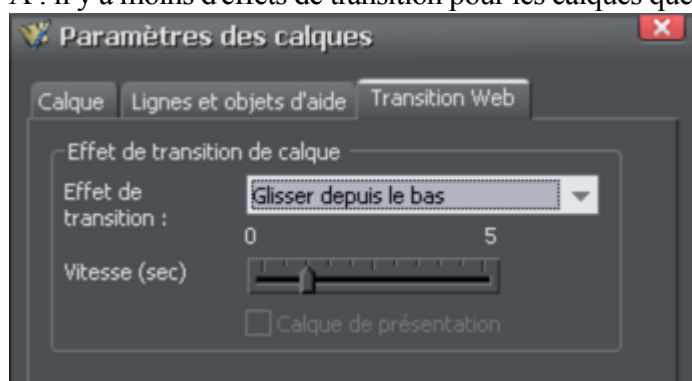 A : il y a moins d'effets de transition pour les calques que
Paramètres des calques
Calque Lignes et objets d'aide Transition Web
Effet de transition de calque
Effet de transition : Glisser depuis le bas
0 5
Vitesse (sec)
Calque de présentation